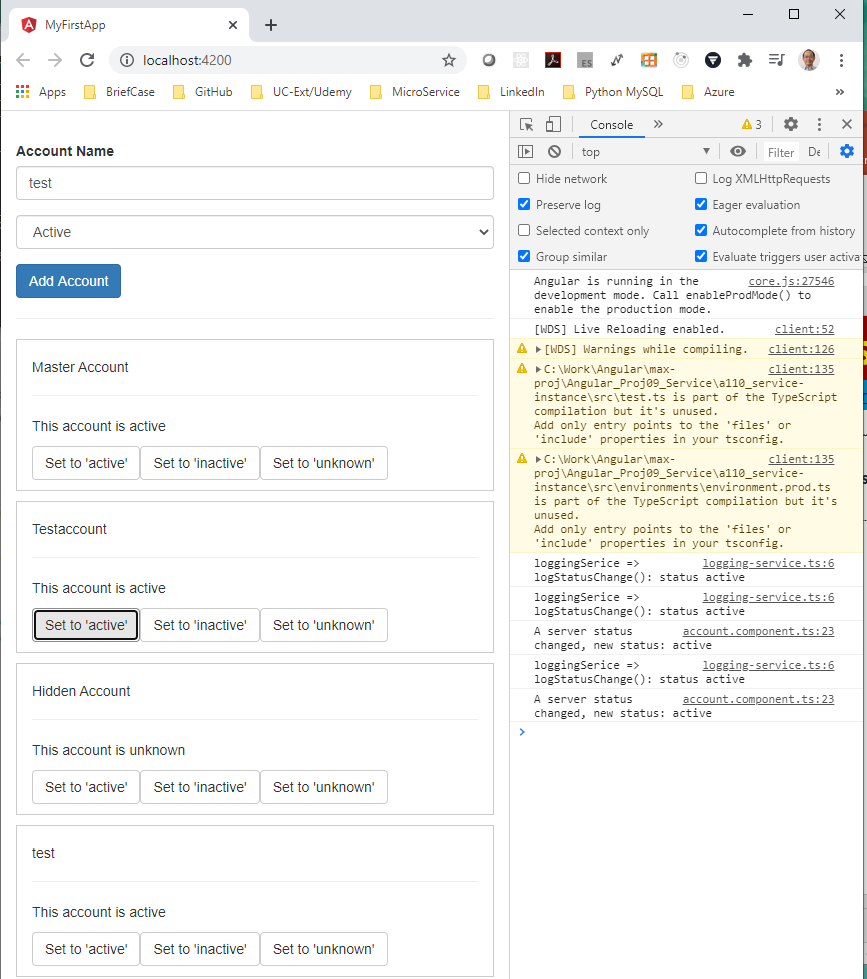 MyFirstApp
localhost:4200
Apps BriefCase GitHub UC-Ext/Udemy MicroService LinkedIn Python MySQL Azure »
Account Name
test
Active
Add Account
Master Account
This account is active
Set to 'active' Set to 'inactive' Set to 'unknown'
Testaccount
This account is active
Set to 'active' Set to 'inactive' Set to 'unknown'
Hidden Account
This account is unknown
Set to 'active' Set to 'inactive' Set to 'unknown'
test
This account is active
Set to 'active' Set to 'inactive' Set to 'unknown'
Console » 3
top Filter De
Hide network Log XMLHttpRequests
Preserve log Eager evaluation
Selected context only Autocomplete from history
Group similar Evaluate triggers user activa
Angular is running in the core.js:27546
development mode. Call enableProdMode() to
enable the production mode.
[WDS] Live Reloading enabled. client:52
[WDS] Warnings while compiling. client:126
C:\Work\Angular\max- client:135
proj\Angular_Proj09_Service\a110_service-
instance\src\test.ts is part of the TypeScript
compilation but it's unused.
Add only entry points to the 'files' or
'include' properties in your tsconfig.
C:\Work\Angular\max- client:135
proj\Angular_Proj09_Service\a110_service-
instance\src\environments\environment.prod.ts
is part of the TypeScript compilation but it's
unused.
Add only entry points to the 'files' or
'include' properties in your tsconfig.
loggingSerice => logging-service.ts:6
logStatusChange(): status active
loggingSerice => logging-service.ts:6
logStatusChange(): status active
A server status account.component.ts:23
changed, new status: active
loggingSerice => logging-service.ts:6
logStatusChange(): status active
A server status account.component.ts:23
changed, new status: active